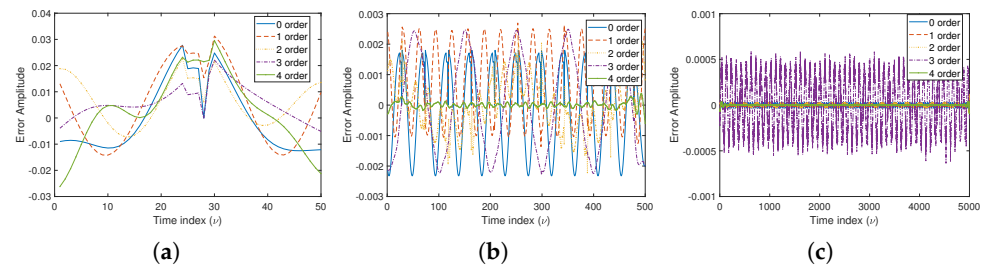 0.04
0.03
0.02
0.01
0
-0.01
-0.02
-0.03
Error Amplitude
0 10 20 30 40 50
Time index (ν)
0 order
1 order
2 order
3 order
4 order
(a)
0.003
0.002
0.001
0
-0.001
-0.002
0.003
Error Amplitude
0 100 200 300 400 500
Time index (ν)
0 order
1 order
2 order
3 order
4 order
(b)
0.001
0.0005
0
-0.0005
-0.001
Error Amplitude
0 1000 2000 3000 4000 5000
Time index (ν)
0 order
1 order
2 order
3 order
4 order
(c)